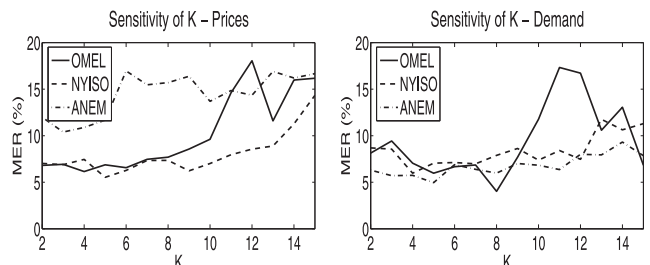 Sensitivity of K – Prices
20
15
10
5
0
MER (%)
OMEL
NYISO
ANEM
2
4
6
8
10
12
14
K
Sensitivity of K – Demand
20
15
10
5
0
MER (%)
OMEL
NYISO
ANEM
2
4
6
8
10
12
14
K